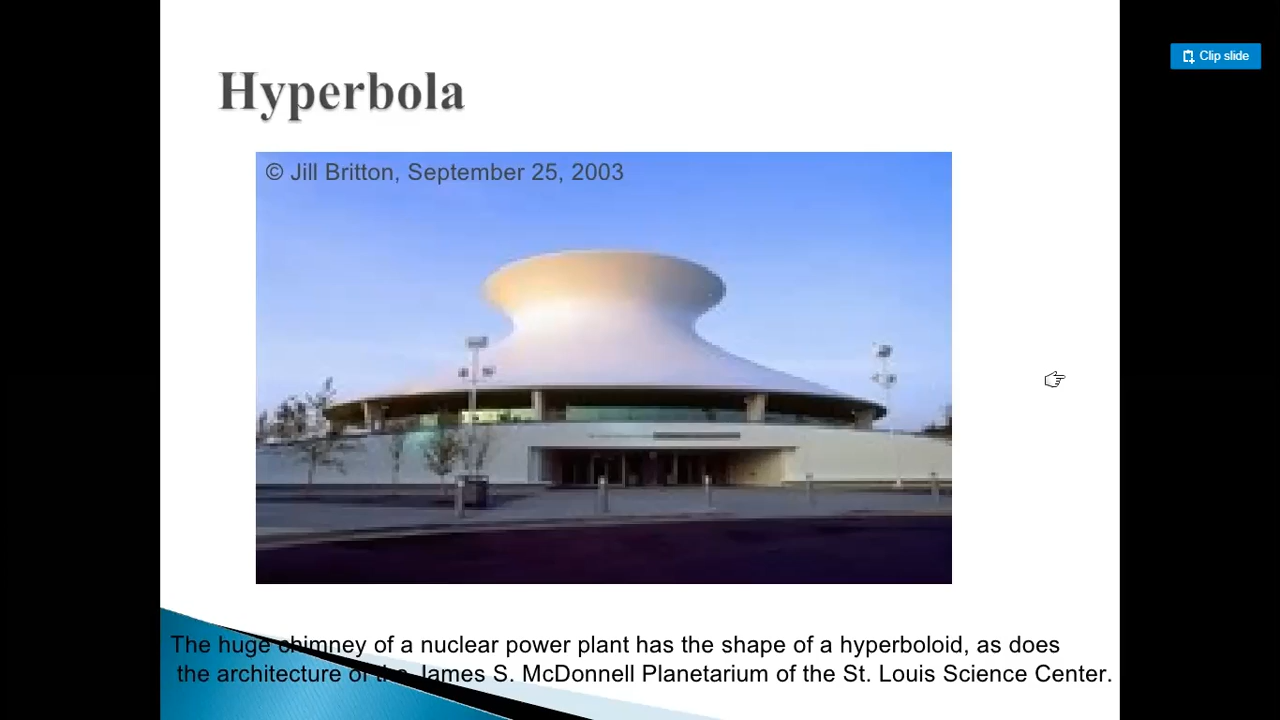 Clip slide
Hyperbola
© Jill Britton, September 25, 2003
The huge chimney of a nuclear power plant has the shape of a hyperboloid, as does
the architecture of the James S. McDonnell Planetarium of the St. Louis Science Center.